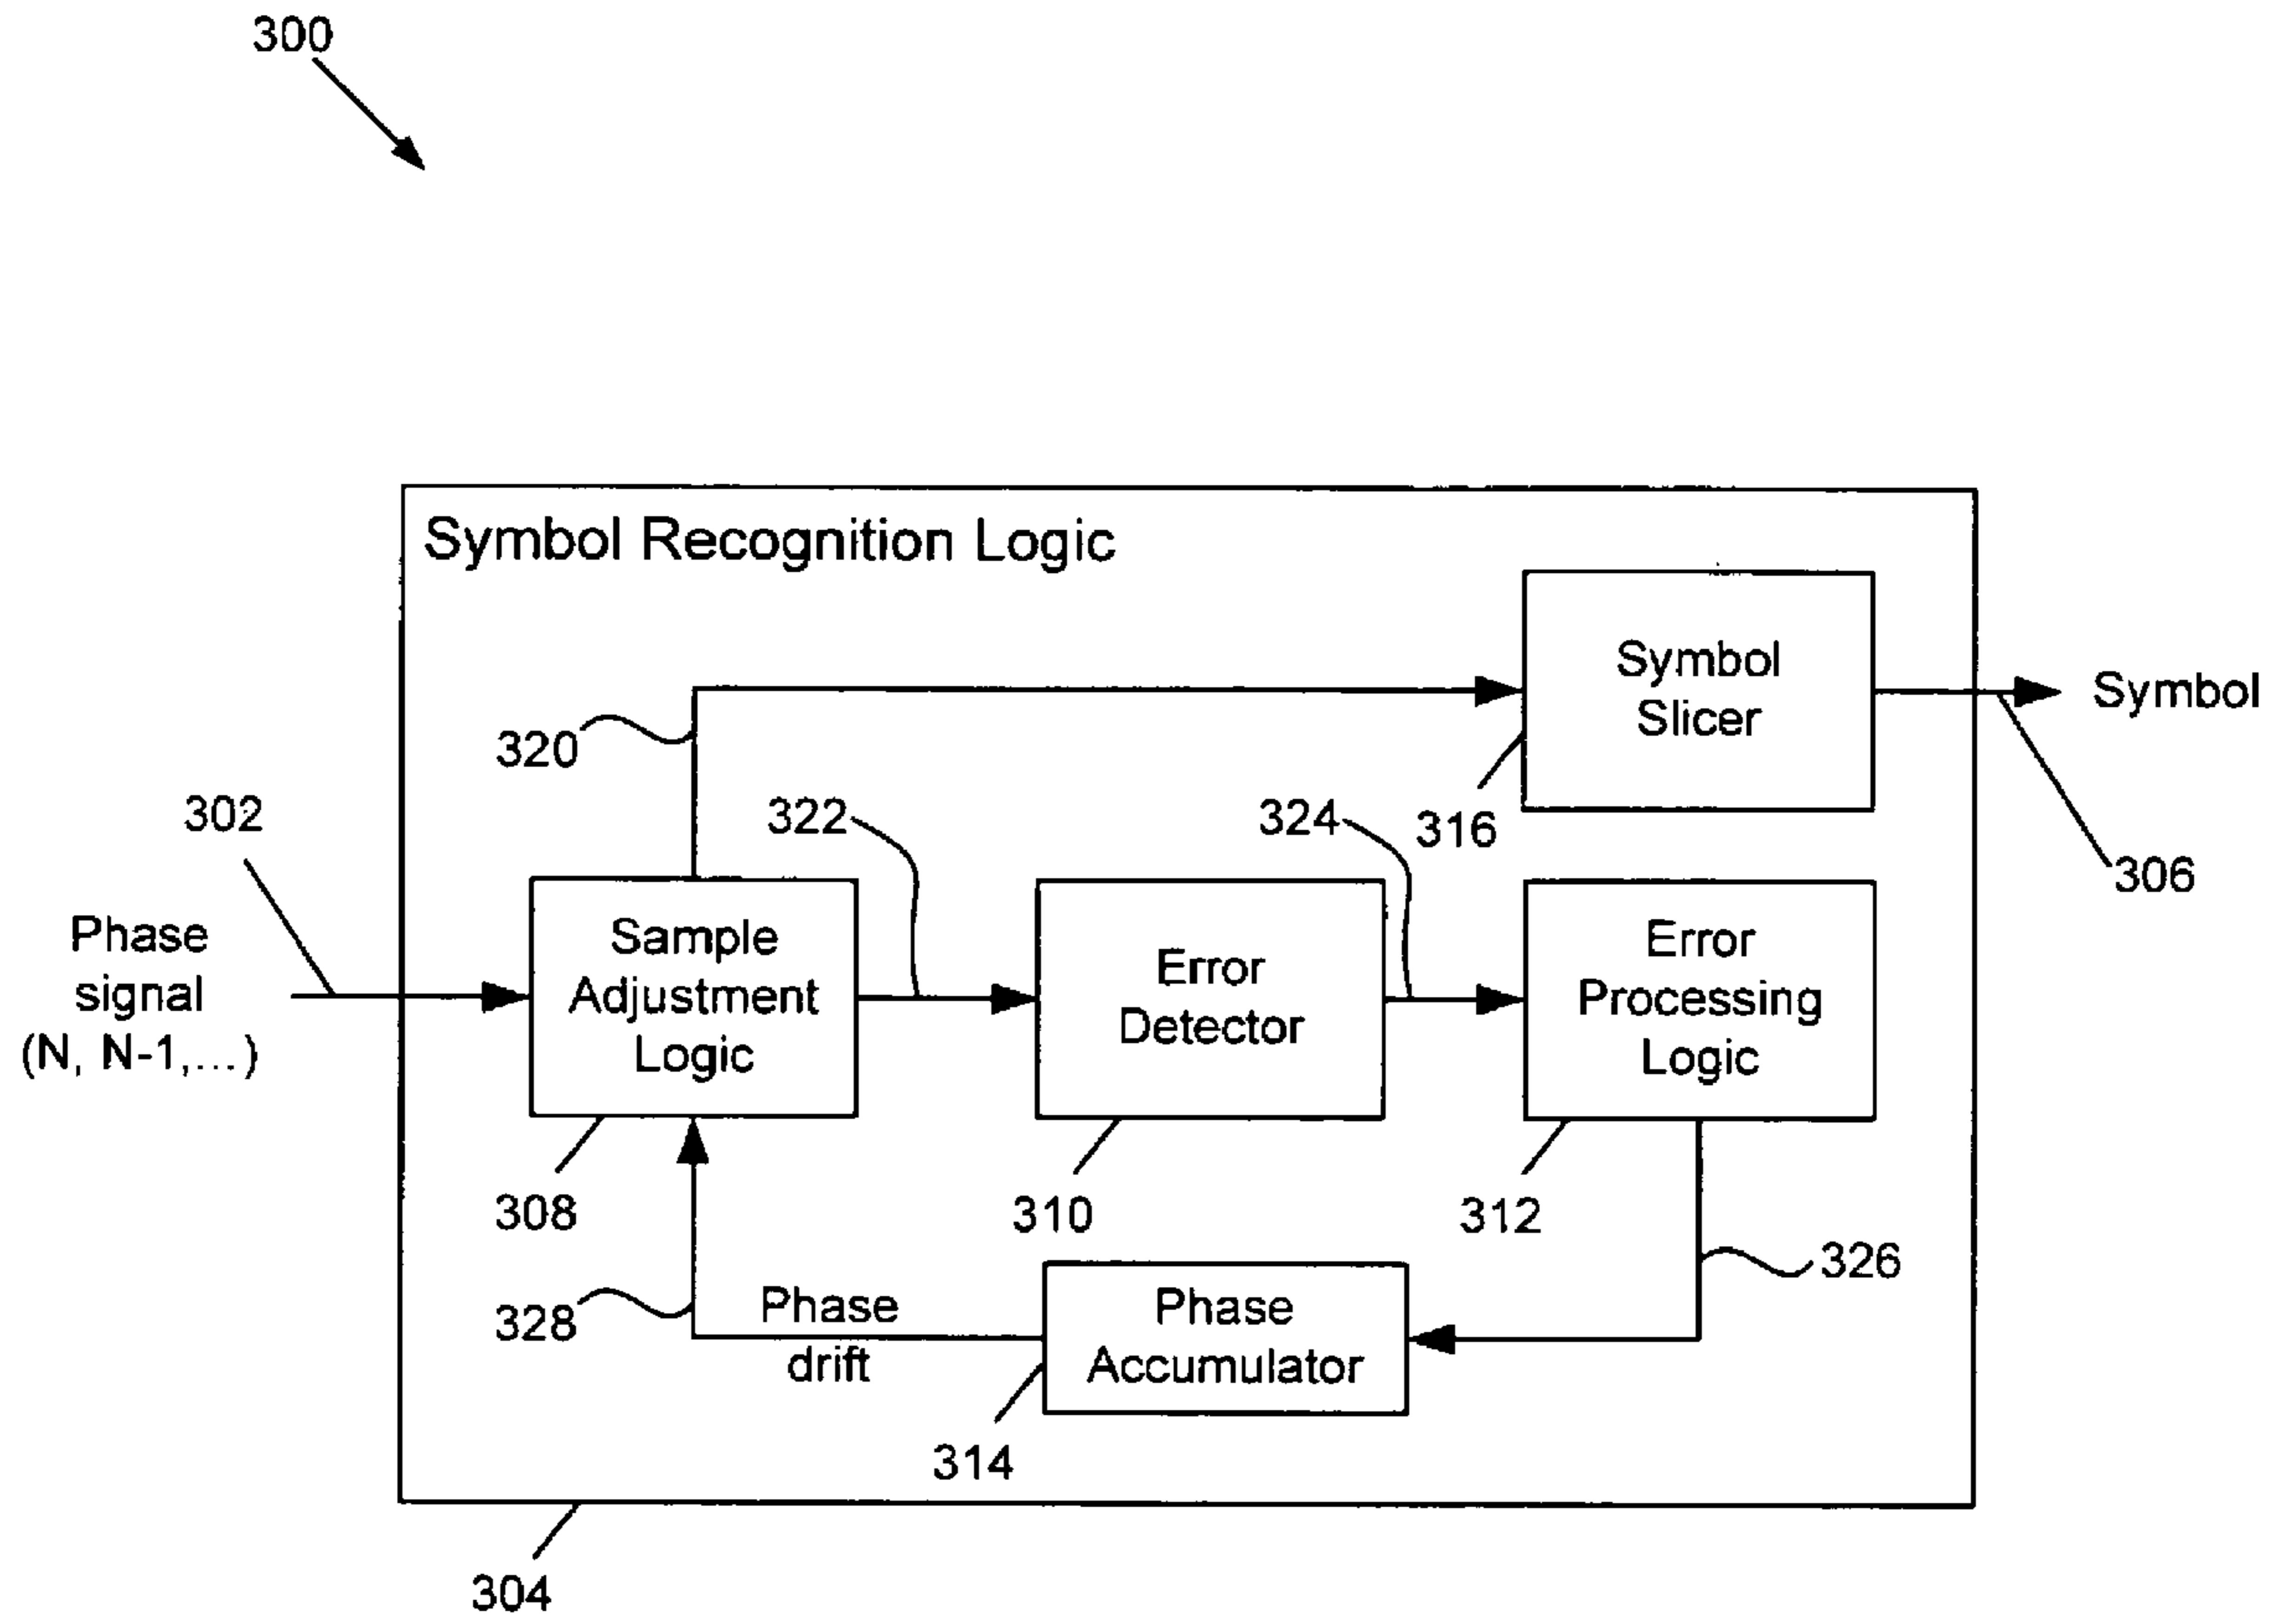 300
Symbol Recognition Logic
Symbol
Slicer
Symbol
320
302
322
324
316
306
Phase
signal
(N, N-1,...)
Sample
Adjustment
Logic
Error
Detector
Error
Processing
Logic
308
310
312
326
328
Phase
drift
Phase
Accumulator
314
304